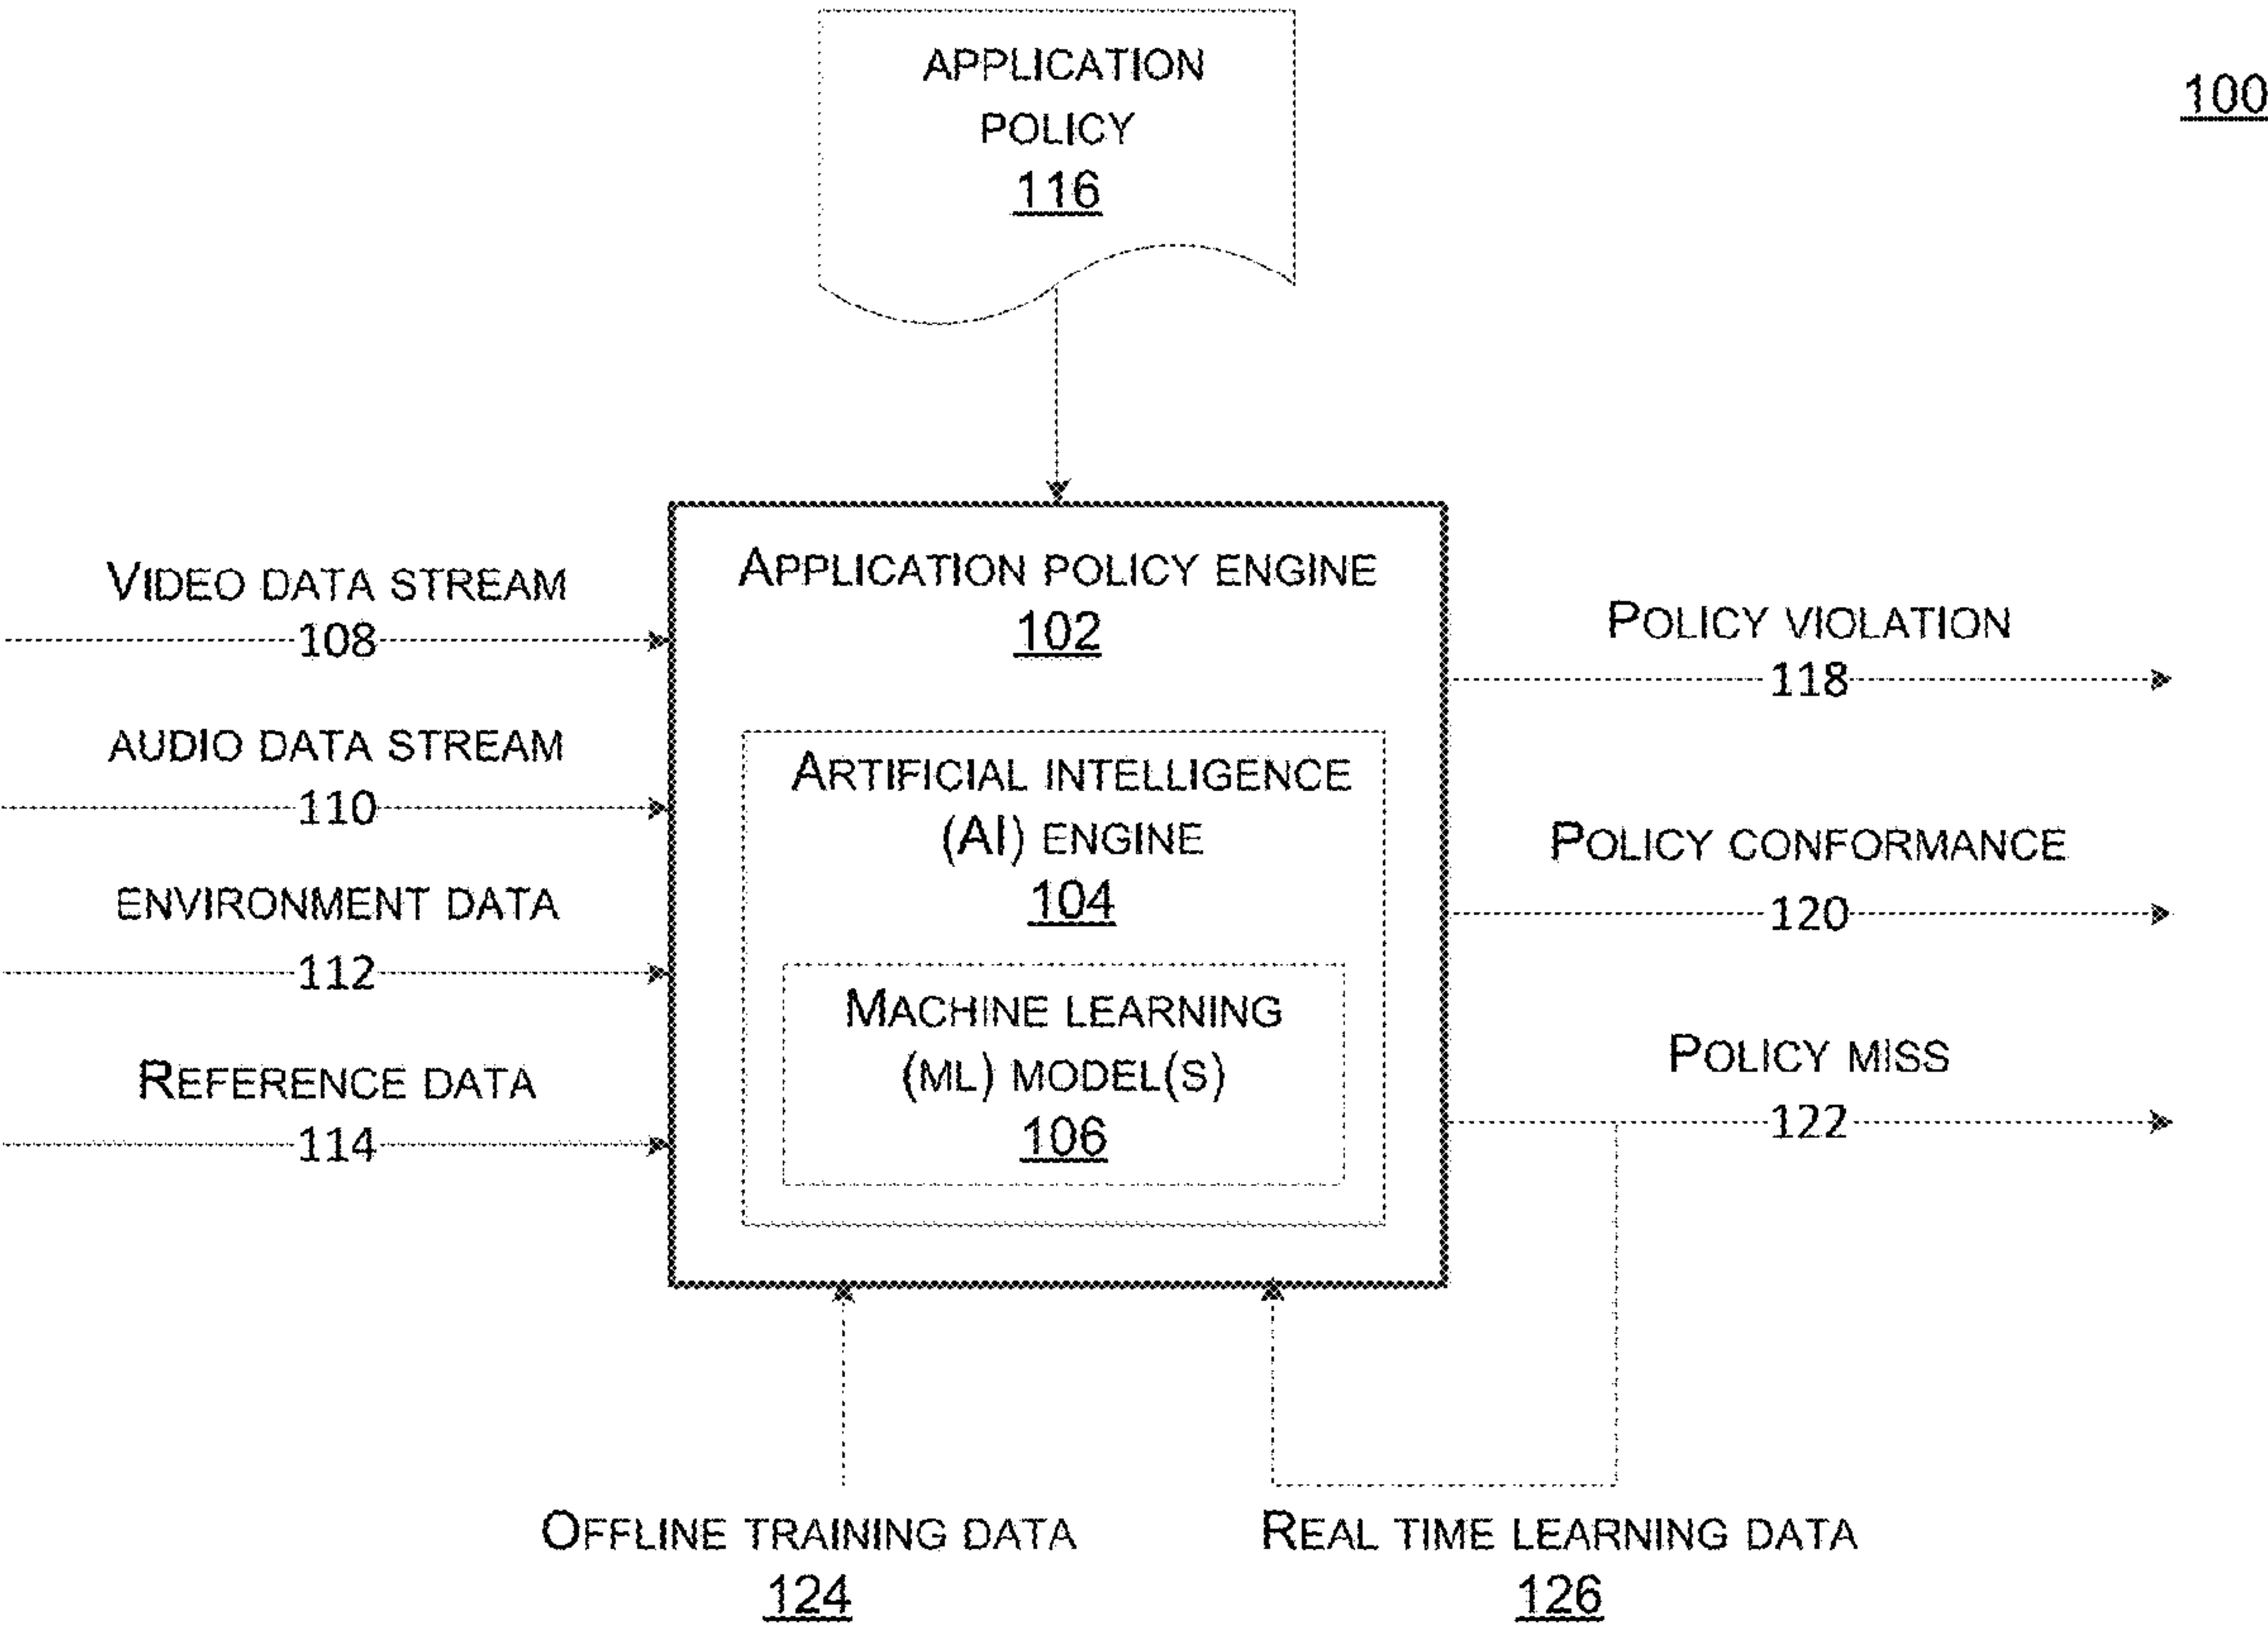 APPLICATION
POLICY
116
100
APPLICATION POLICY ENGINE
102
VIDEO DATA STREAM
108
AUDIO DATA STREAM
110
ENVIRONMENT DATA
112
REFERENCE DATA
114
ARTIFICIAL INTELLIGENCE
(AI) ENGINE
104
MACHINE LEARNING
(ML) MODEL(S)
106
POLICY VIOLATION
118
POLICY CONFORMANCE
120
POLICY MISS
122
OFFLINE TRAINING DATA
124
REAL TIME LEARNING DATA
126